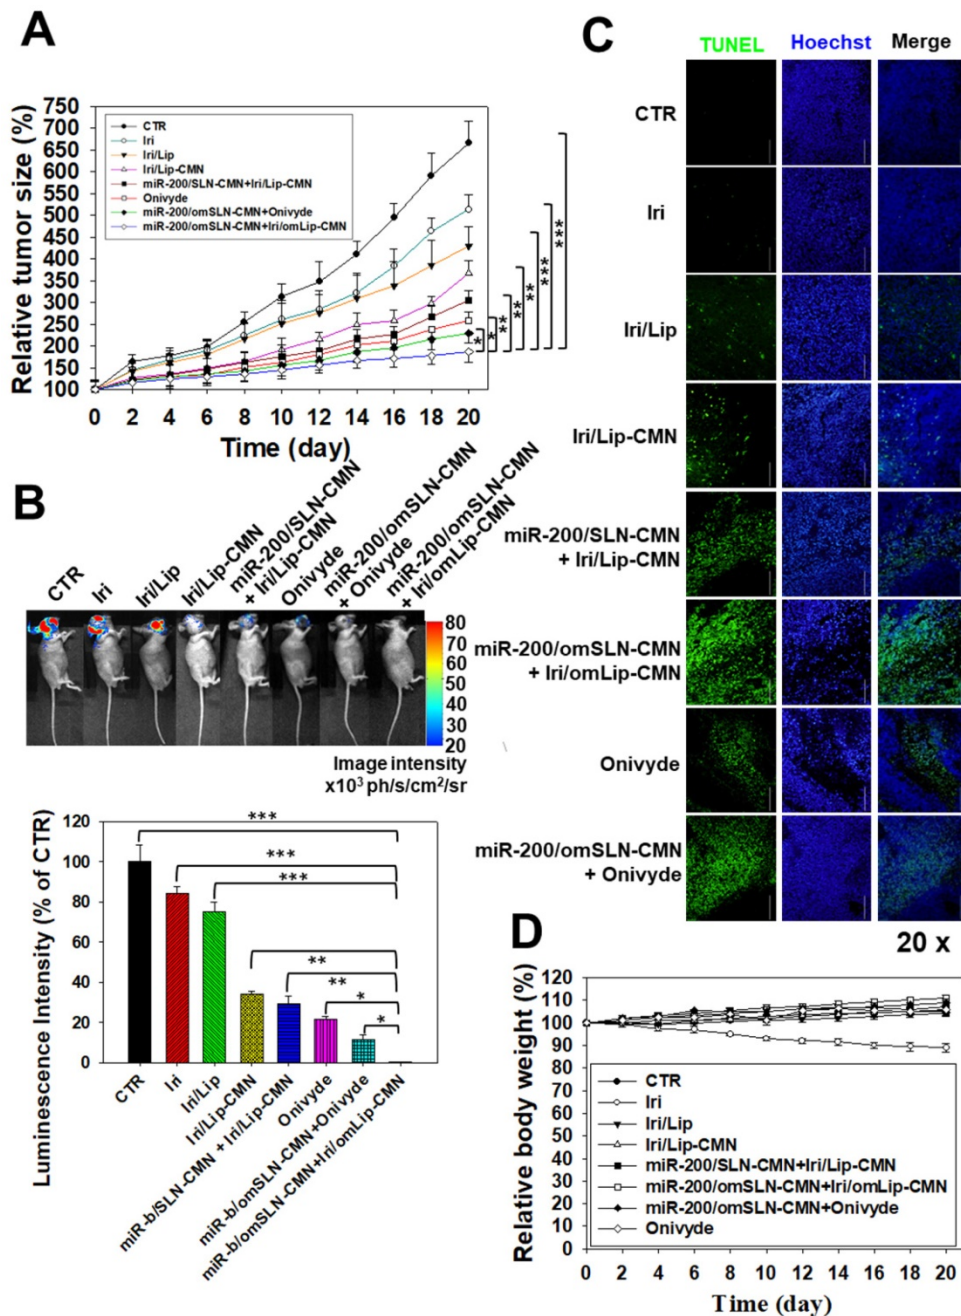 A
Relative tumor size (%)
750
700
650
600
550
500
450
400
350
300
250
200
150
100
CTR
Iri
Iri/Lip
Iri/Lip-CMN
miR-200/SLN-CMN+Iri/Lip-CMN
Onivyde
miR-200/omSLN-CMN+Onivyde
miR-200/omSLN-CMN+Iri/omLip-CMN
*
*
**
**
**
***
***
0 2 4 6 8 10 12 14 16 18 20
Time (day)
B
CTR
Iri
Iri/Lip
Iri/Lip-CMN
miR-200/SLN-CMN
+ Iri/Lip-CMN
Onivyde
miR-200/omSLN-CMN
+ Onivyde
miR-200/omSLN-CMN
+ Iri/omLip-CMN
80
70
60
50
40
30
20
Image intensity
x10³ ph/s/cm²/sr
Luminescence Intensity (% of CTR)
120
100
80
60
40
20
0
***
***
***
**
**
*
*
CTR
Iri
Iri/Lip
Iri/Lip-CMN
miR-b/SLN-CMN + Iri/Lip-CMN
Onivyde
miR-b/omSLN-CMN+Onivyde
miR-b/omSLN-CMN+Iri/omLip-CMN
C
TUNEL Hoechst Merge
CTR
Iri
Iri/Lip
Iri/Lip-CMN
miR-200/SLN-CMN
+ Iri/Lip-CMN
miR-200/omSLN-CMN
+ Iri/omLip-CMN
Onivyde
miR-200/omSLN-CMN
+ Onivyde
20 x
D
Relative body weight (%)
120
110
100
90
80
70
60
50
40
30
20
10
0
CTR
Iri
Iri/Lip
Iri/Lip-CMN
miR-200/SLN-CMN+Iri/Lip-CMN
miR-200/omSLN-CMN+Iri/omLip-CMN
miR-200/omSLN-CMN+Onivyde
Onivyde
0 2 4 6 8 10 12 14 16 18 20
Time (day)